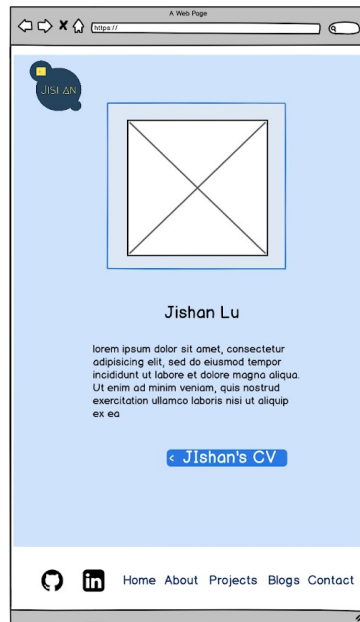 A Web Page
https://
JISHAN
Jishan Lu
lorem ipsum dolor sit amet, consectetur
adipisicing elit, sed do eiusmod tempor
incididunt ut labore et dolore magna aliqua.
Ut enim ad minim veniam, quis nostrud
exercitation ullamco laboris nisi ut aliquip
ex ea
< JIshan's CV
in Home About Projects Blogs Contact